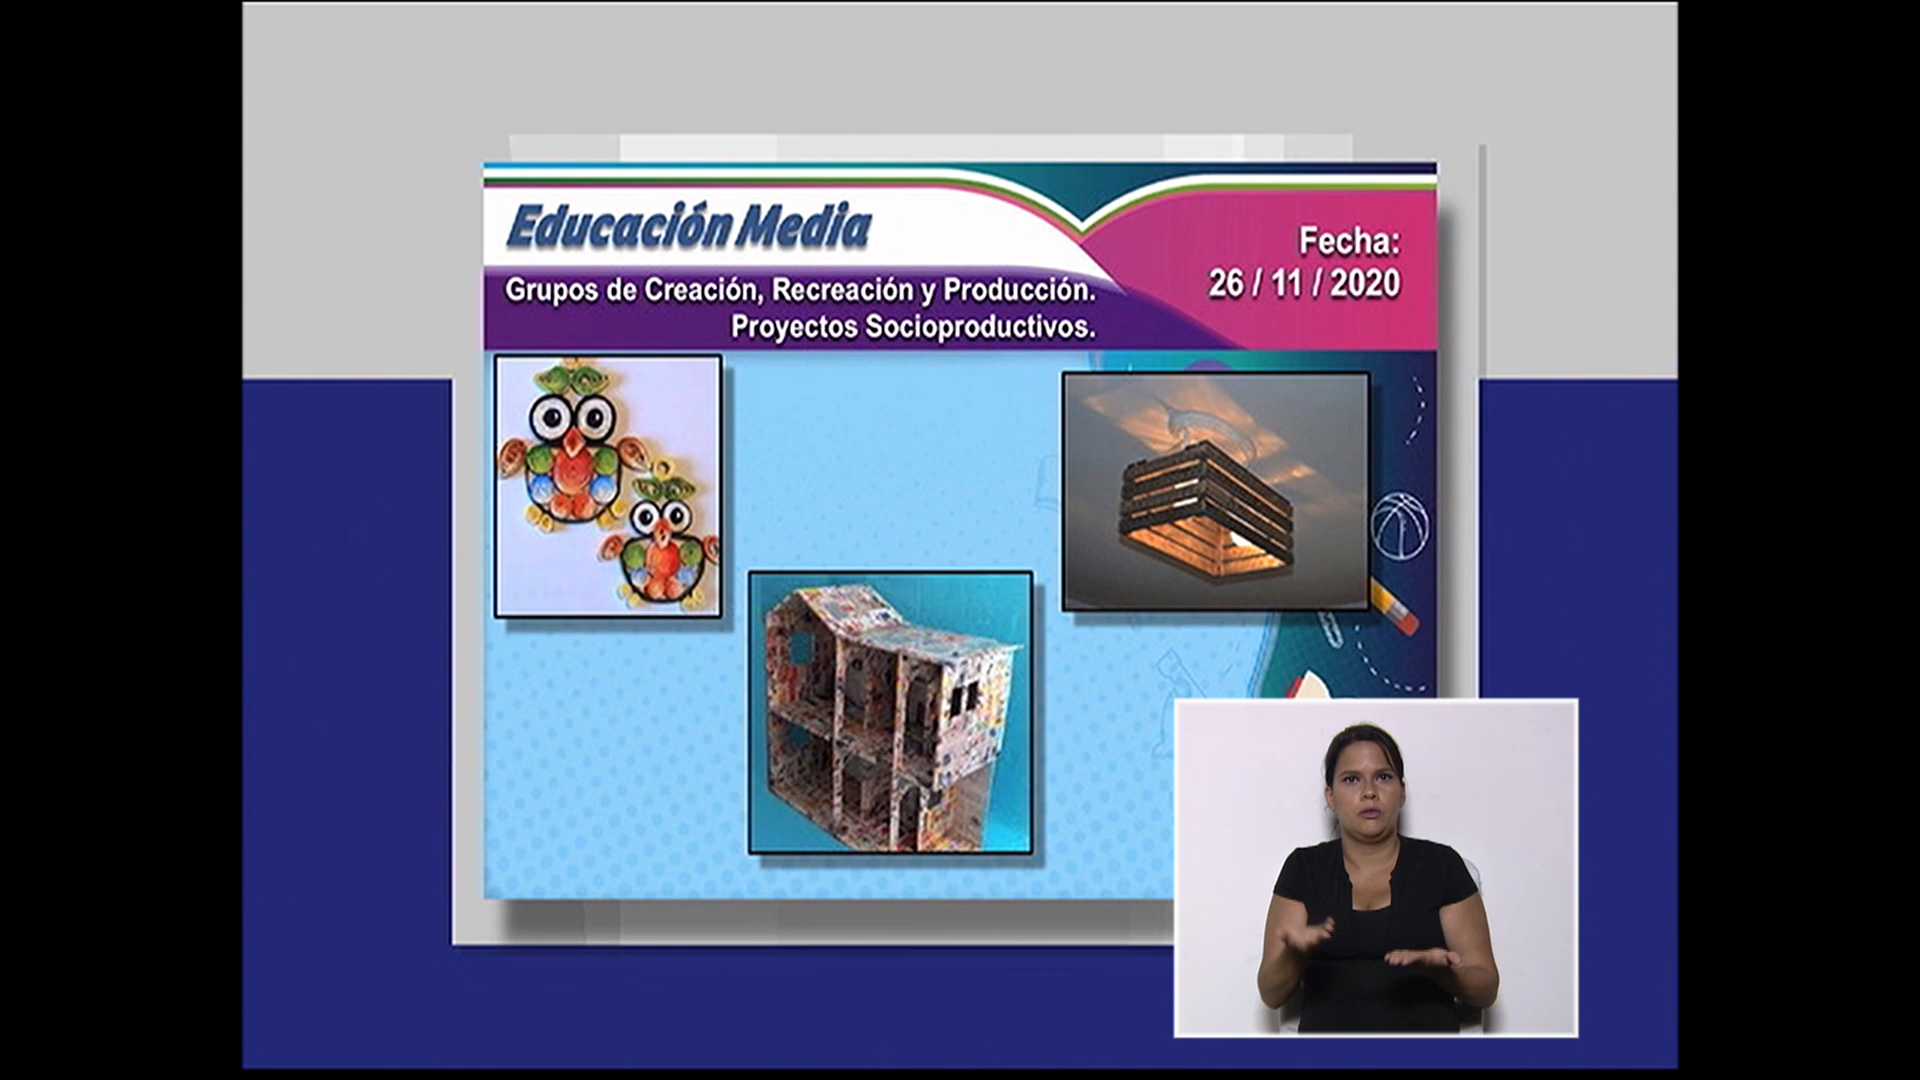 Educación Media
Fecha:
26 / 11 / 2020
Grupos de Creación, Recreación y Producción.
Proyectos Socioproductivos.